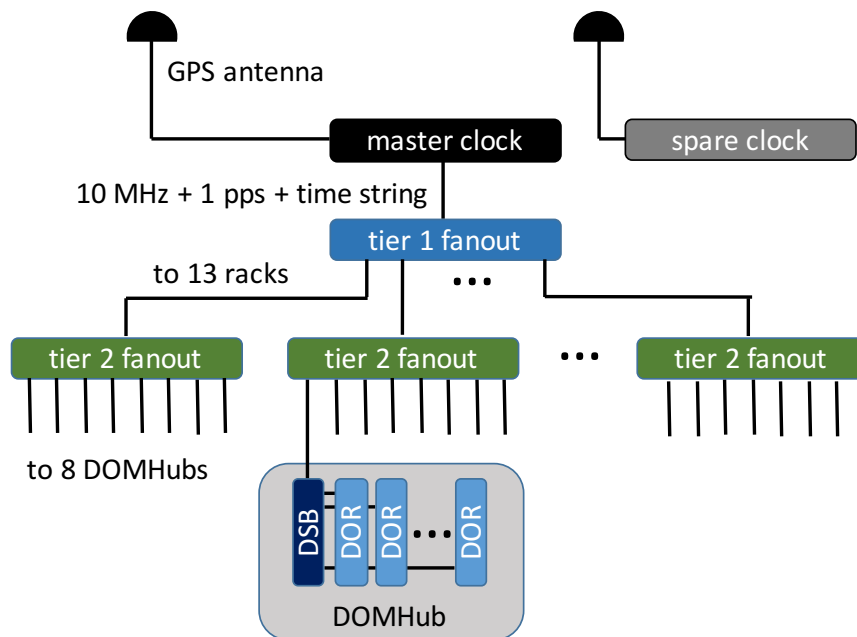 GPS antenna
master clock
spare clock
10 MHz + 1 pps + time string
tier 1 fanout
to 13 racks
...
tier 2 fanout
tier 2 fanout
...
tier 2 fanout
to 8 DOMHubs
DSB
DOR
DOR
...
DOR
DOMHub